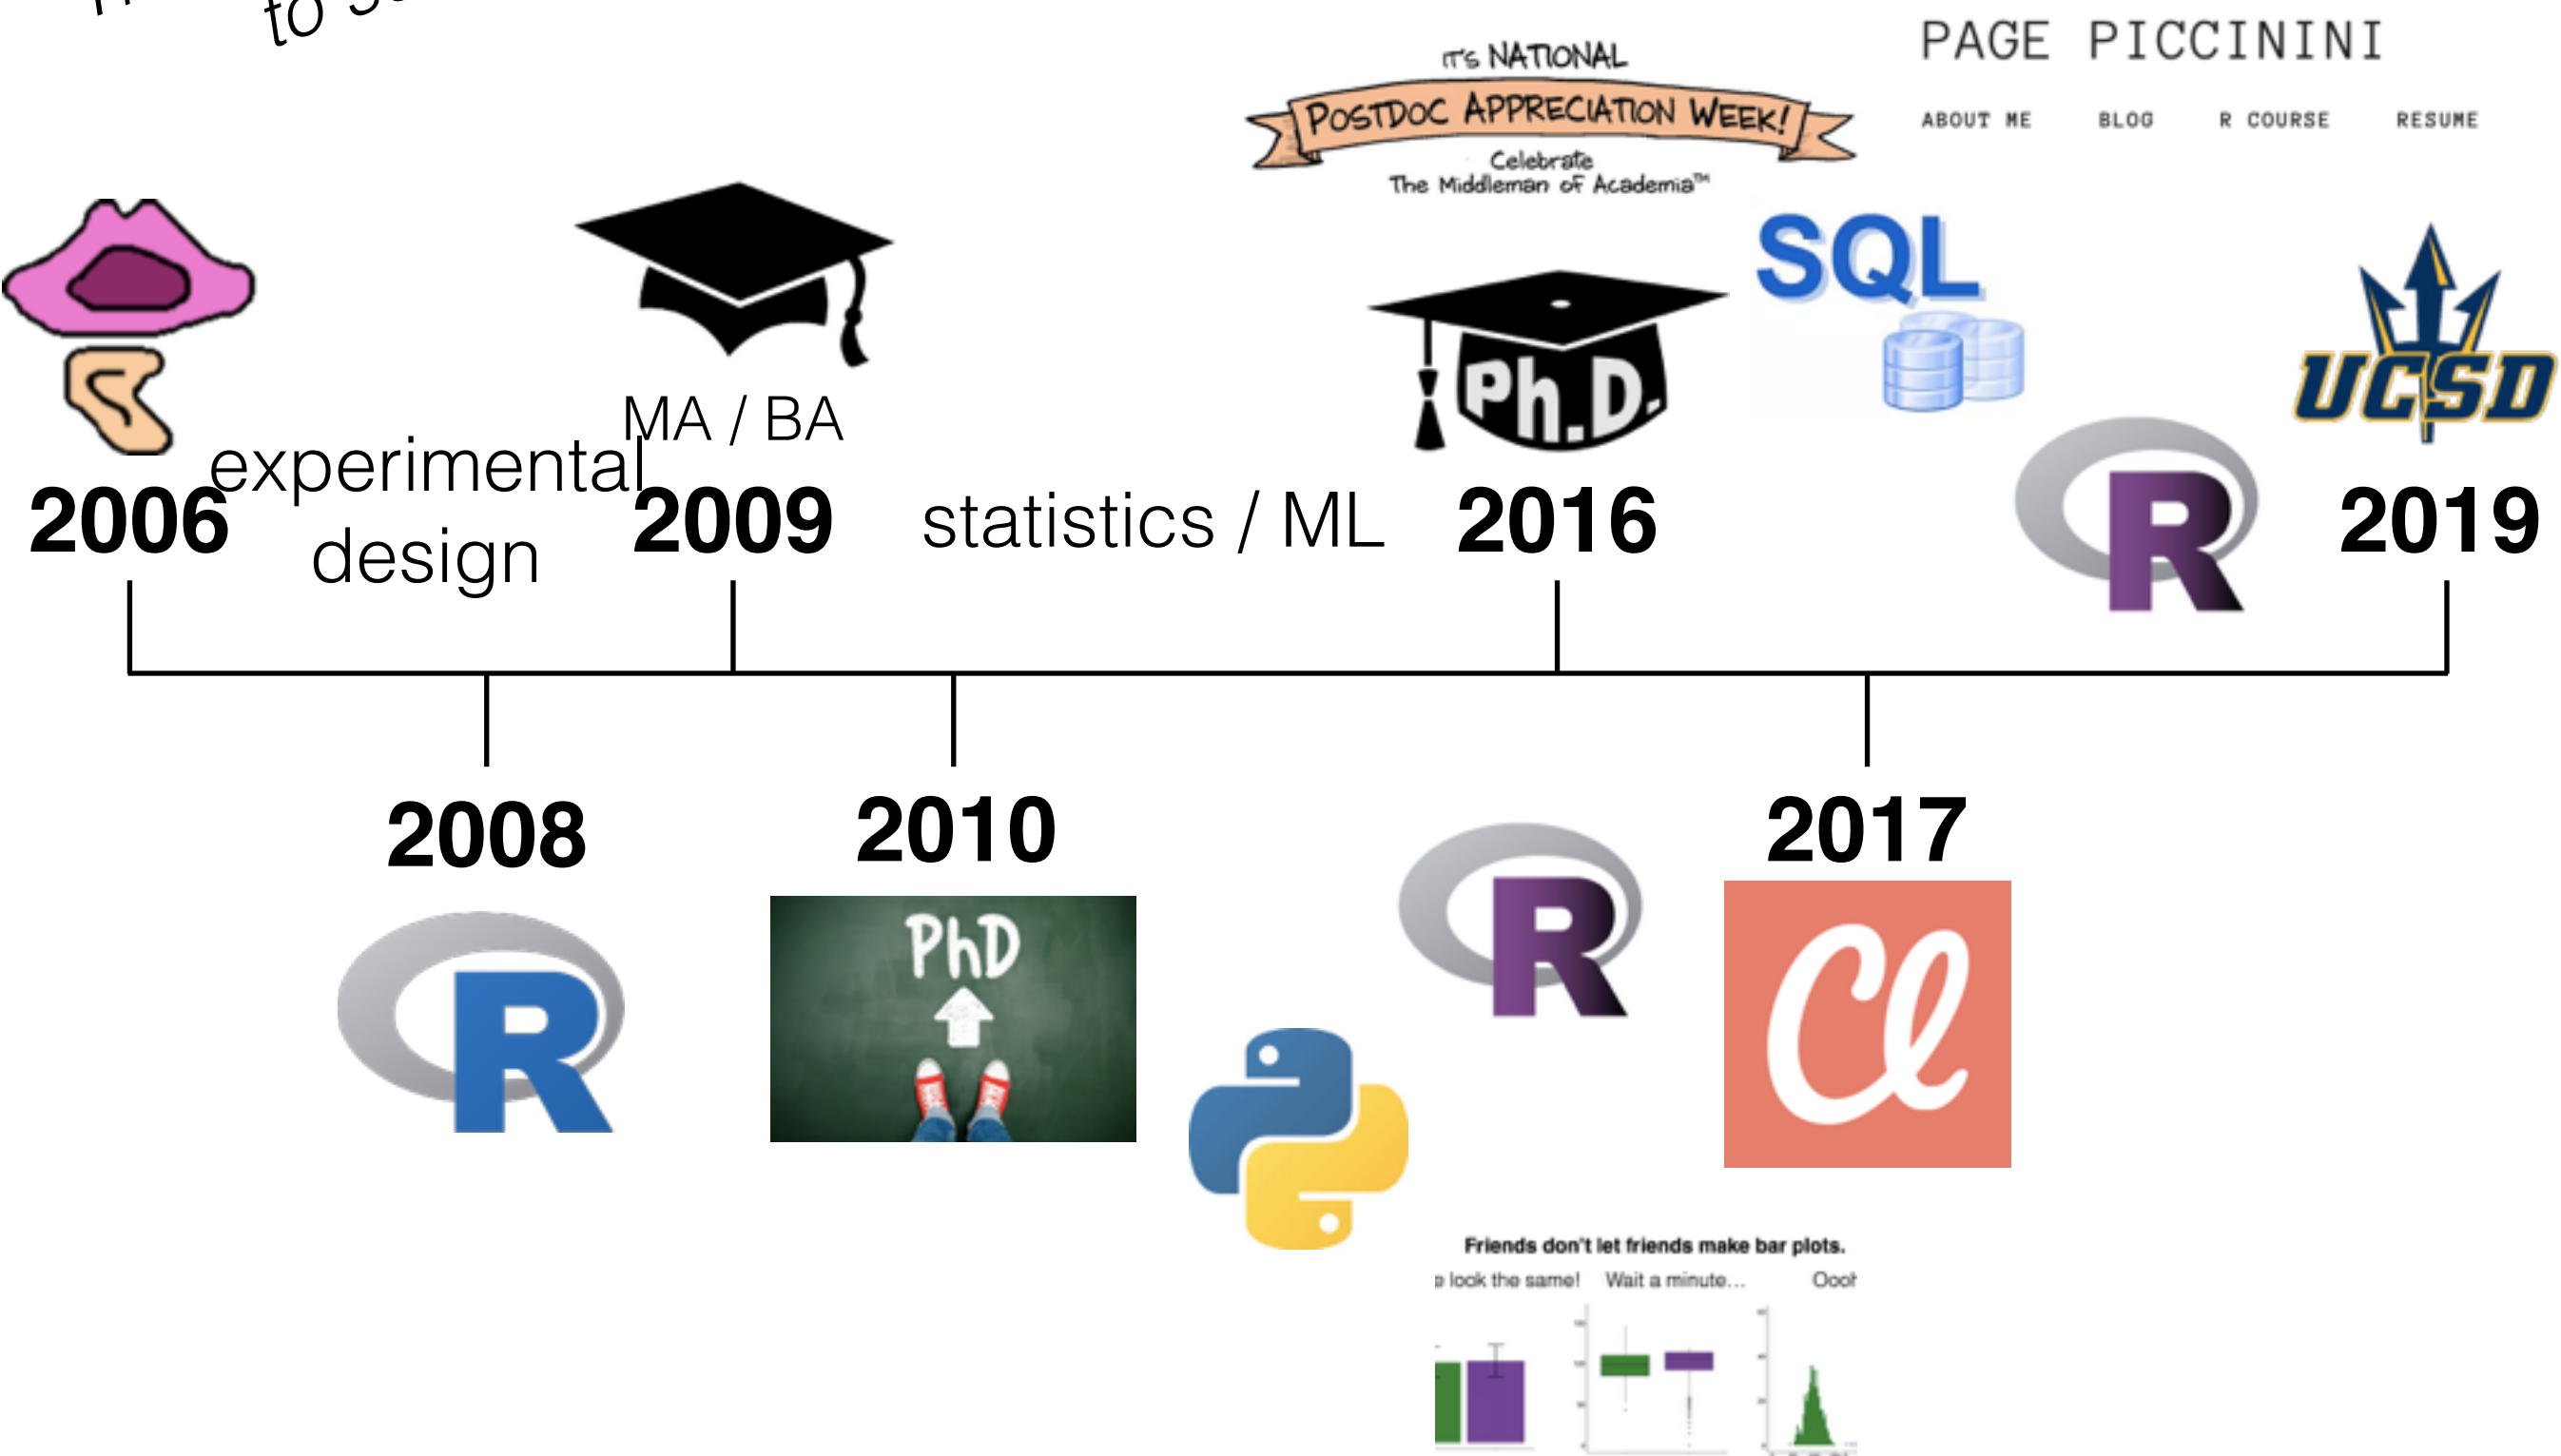 to
PAGE PICCININI
ABOUT ME BLOG R COURSE RESUME
IT'S NATIONAL
POSTDOC APPRECIATION WEEK!
Celebrate
The Middleman of Academia™
SQL
Ph.D.
UCSD
MA / BA
experimental
design
statistics / ML
2006
2009
2016
R
2019
2008
2010
2017
R
PhD
R
Cl
Friends don't let friends make bar plots.
look the same! Wait a minute... Oooh